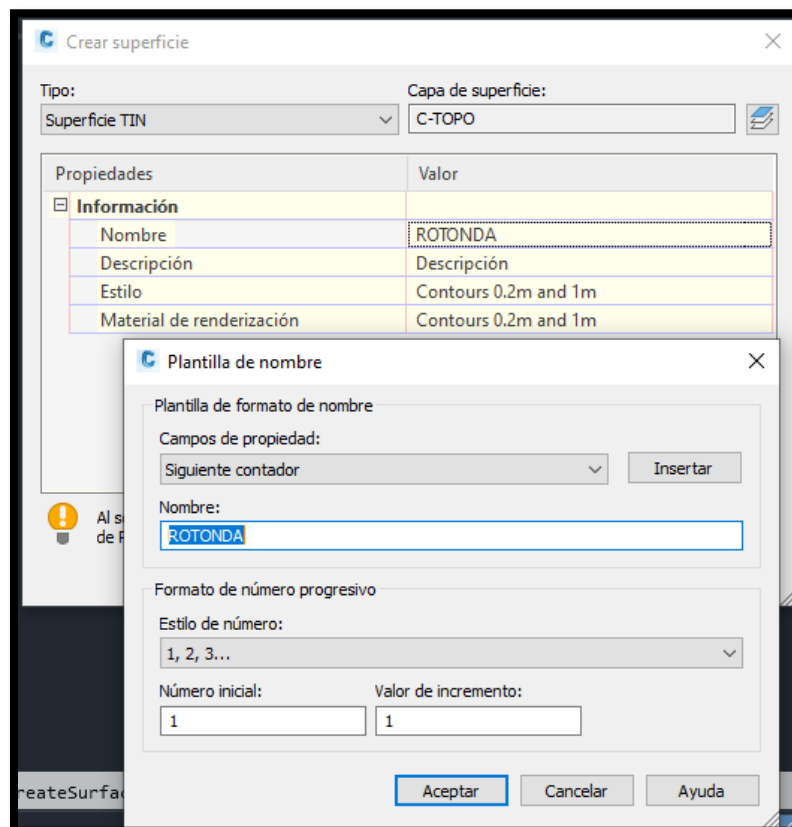 Crear superficie
Tipo:
Capa de superficie:
Superficie TIN
C-TOPO
Propiedades
Valor
Información
Nombre
ROTONDA
Descripción
Descripción
Estilo
Contours 0.2m and 1m
Material de renderización
Contours 0.2m and 1m
Plantilla de nombre
Plantilla de formato de nombre
Campos de propiedad:
Siguiente contador
Insertar
Nombre:
ROTONDA
Al
de
Formato de número progresivo
Estilo de número:
1, 2, 3...
Número inicial:
Valor de incremento:
1
1
Aceptar
Cancelar
Ayuda